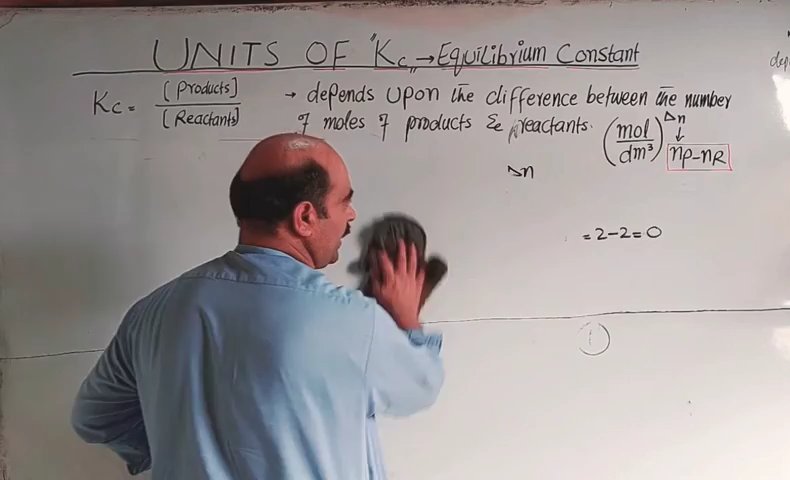 UNITS OF "Kc" → Equilibrium Constant
Kc = [Products] / [Reactants]
→ depends upon the difference between the number
of moles of products & reactants.
(mol/dm³)^Δn
↓
nP-nR
Δn
= 2-2=0
1
dep